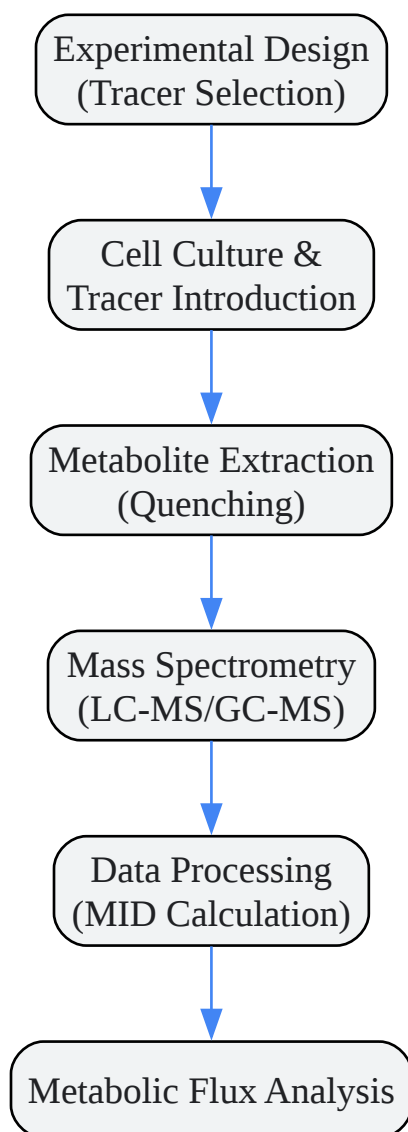 Experimental Design
(Tracer Selection)
Cell Culture &
Tracer Introduction
Metabolite Extraction
(Quenching)
Mass Spectrometry
(LC-MS/GC-MS)
Data Processing
(MID Calculation)
Metabolic Flux Analysis